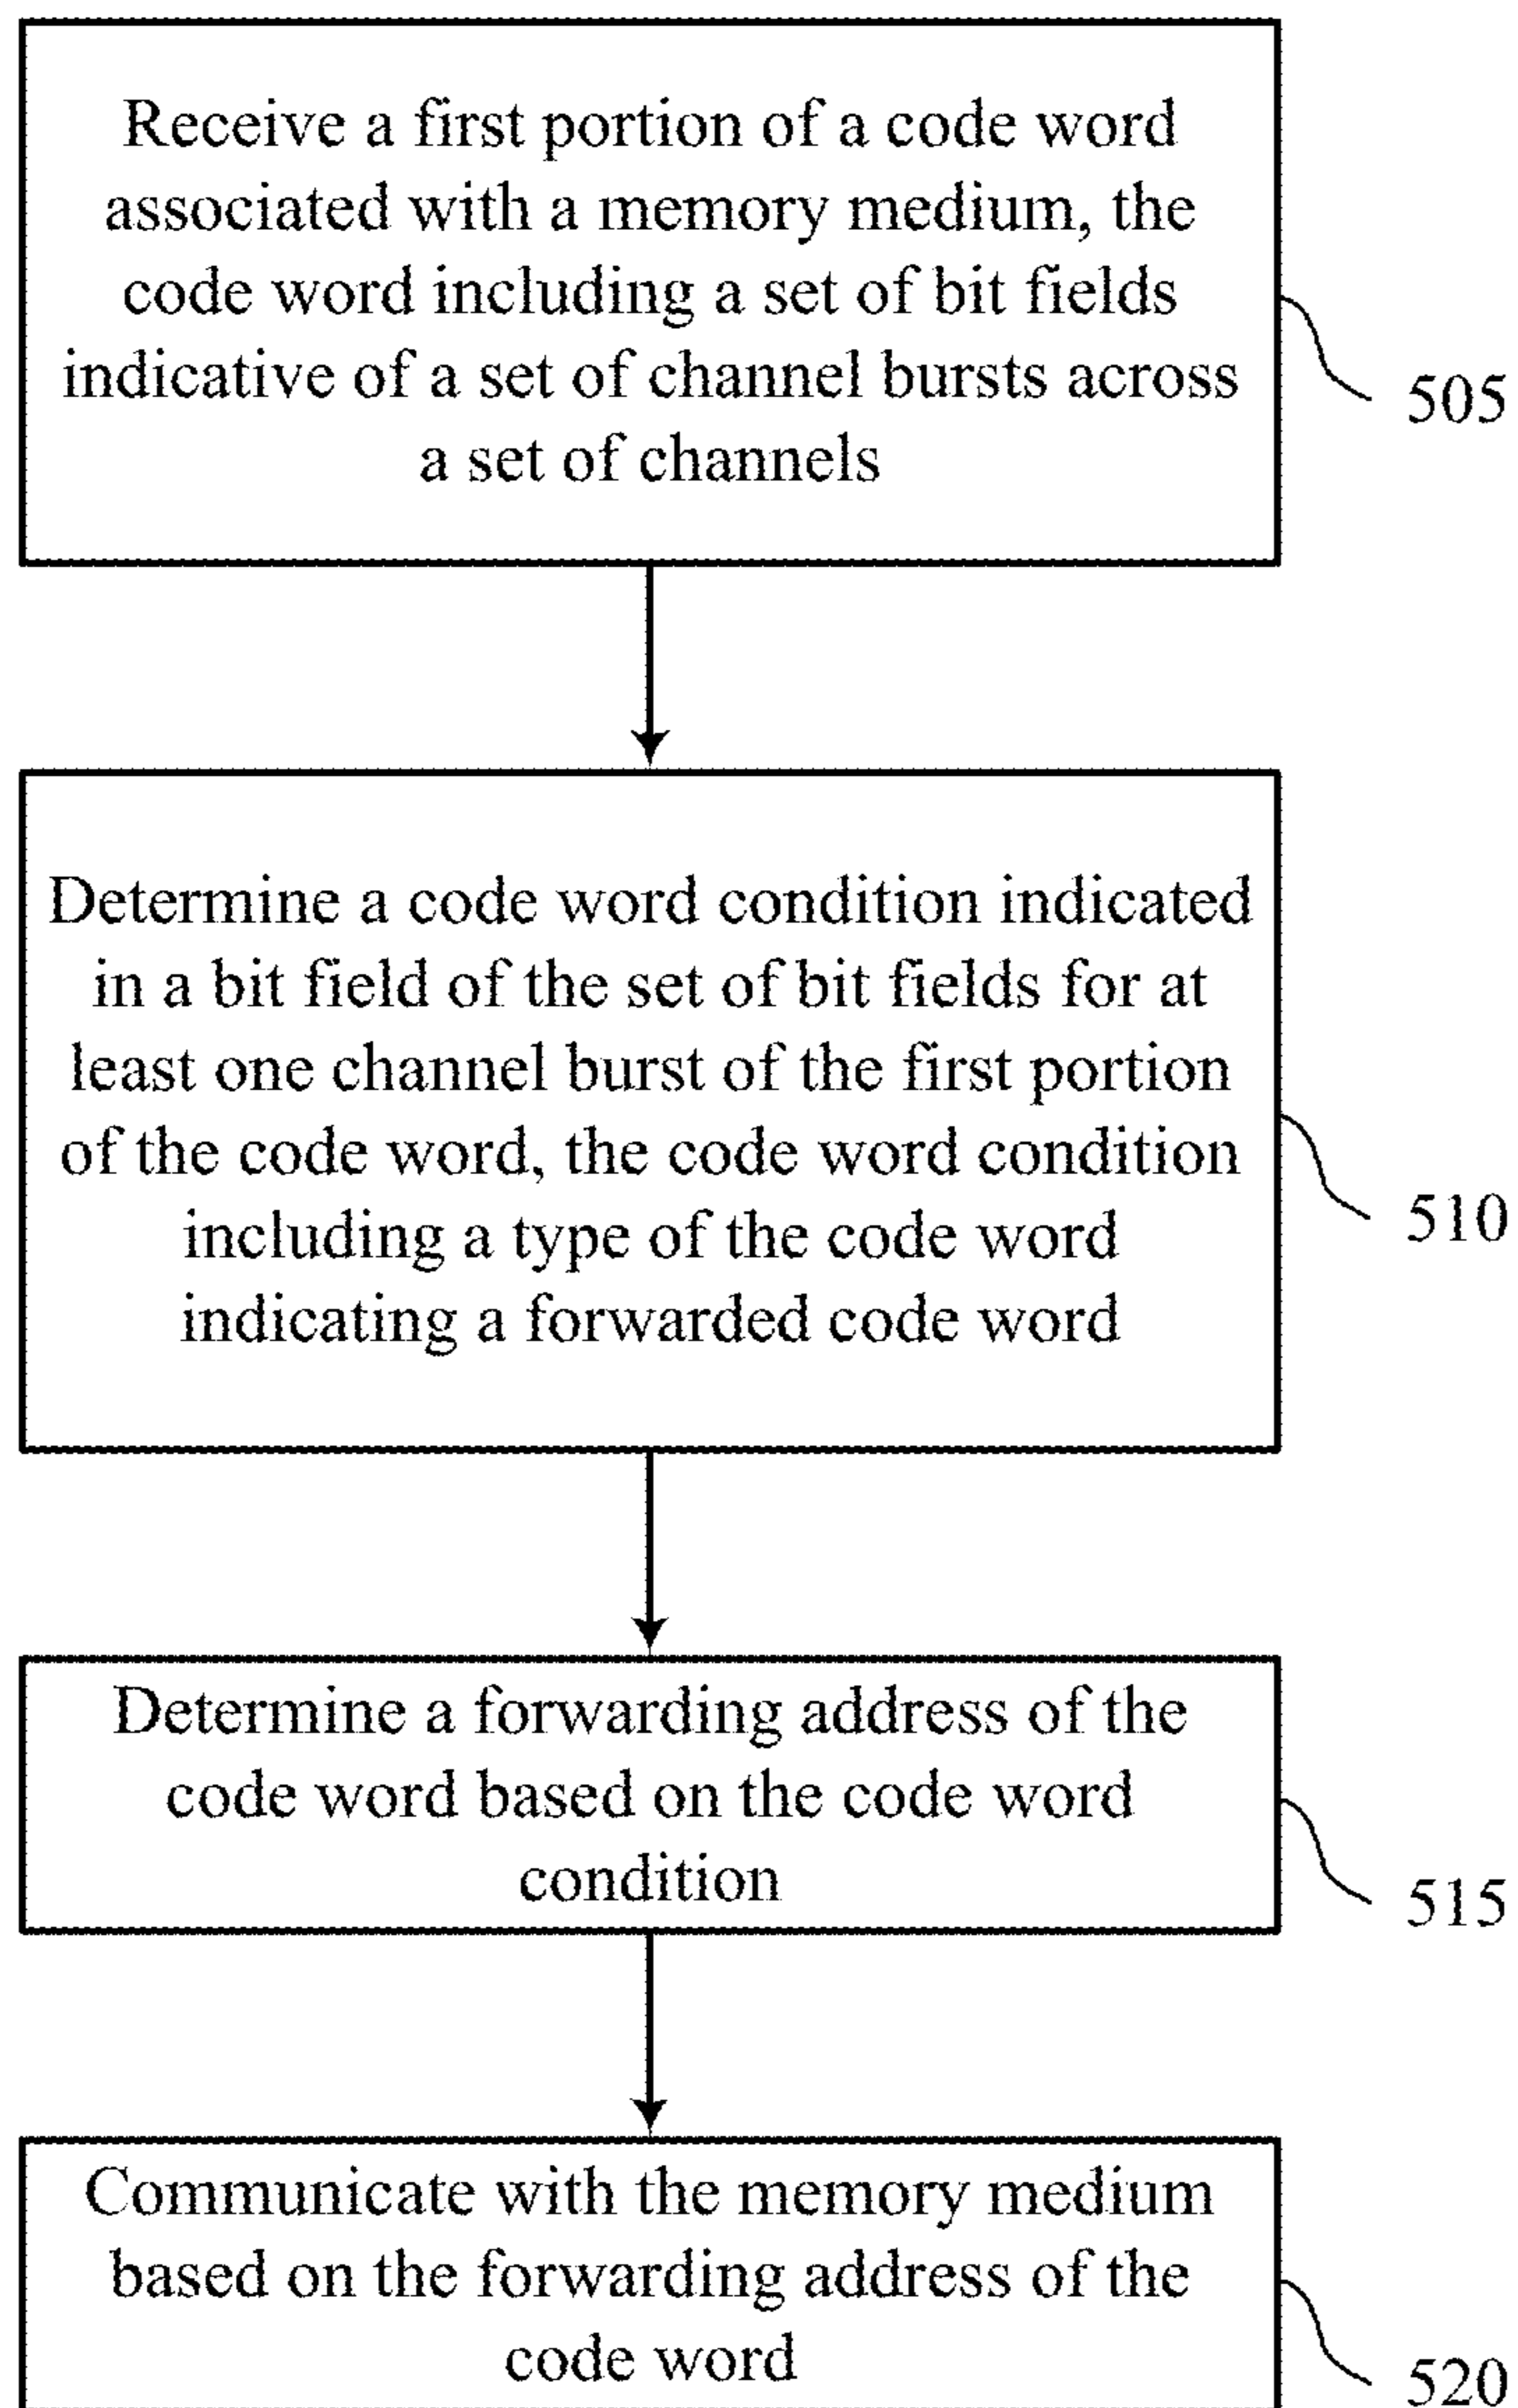 Receive a first portion of a code word
associated with a memory medium, the
code word including a set of bit fields
indicative of a set of channel bursts across
a set of channels
505
Determine a code word condition indicated
in a bit field of the set of bit fields for at
least one channel burst of the first portion
of the code word, the code word condition
including a type of the code word
indicating a forwarded code word
510
Determine a forwarding address of the
code word based on the code word
condition
515
Communicate with the memory medium
based on the forwarding address of the
code word
520